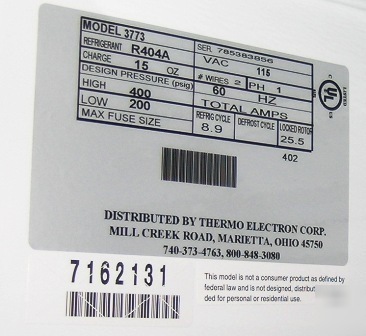 MODEL 3773
REFRIGERANT R404A SER. 785383856
CHARGE 15 OZ VAC 115
DESIGN PRESSURE (psig) # WIRES 2 PH 1
HIGH 400 60 HZ
LOW 200 TOTAL AMPS
MAX FUSE SIZE REFRIG CYCLE DEFROST CYCLE LOCKED ROTOR
8.9 25.5
402
C UL US
LISTED
DISTRIBUTED BY THERMO ELECTRON CORP.
MILL CREEK ROAD, MARIETTA, OHIO 45750
740-373-4763, 800-848-3080
7162131
This model is not a consumer product as defined by
federal law and is not designed, distribut
ded for personal or residential use.